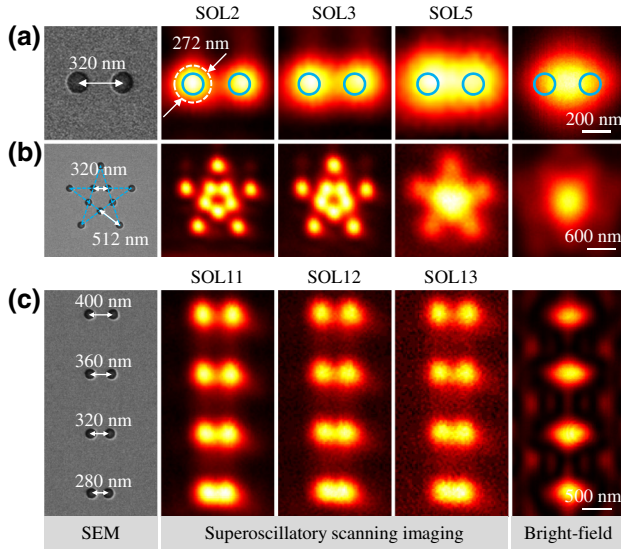 SOL2 SOL3 SOL5
(a)
320 nm
272 nm
200 nm
(b)
320 nm
512 nm
600 nm
SOL11 SOL12 SOL13
(c)
400 nm
360 nm
320 nm
280 nm
500 nm
SEM Superoscillatory scanning imaging Bright-field